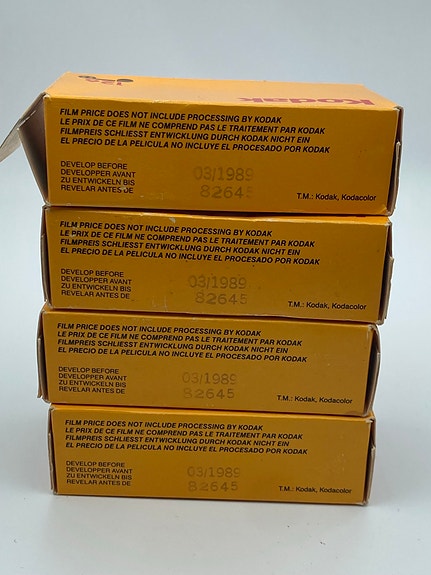 Kodak
FILM PRICE DOES NOT INCLUDE PROCESSING BY KODAK
LE PRIX DE CE FILM NE COMPREND PAS LE TRAITEMENT PAR KODAK
FILMPREIS SCHLIESST ENTWICKLUNG DURCH KODAK NICHT EIN
EL PRECIO DE LA PELICULA NO INCLUYE EL PROCESADO POR KODAK
DEVELOP BEFORE
DEVELOPPER AVANT
ZU ENTWICKELN BIS
REVELAR ANTES DE
03/1989
82645
T.M.: Kodak, Kodacolor
FILM PRICE DOES NOT INCLUDE PROCESSING BY KODAK
LE PRIX DE CE FILM NE COMPREND PAS LE TRAITEMENT PAR KODAK
FILMPREIS SCHLIESST ENTWICKLUNG DURCH KODAK NICHT EIN
EL PRECIO DE LA PELICULA NO INCLUYE EL PROCESADO POR KODAK
DEVELOP BEFORE
DEVELOPPER AVANT
ZU ENTWICKELN BIS
REVELAR ANTES DE
03/1989
82645
T.M.: Kodak, Kodacolor
FILM PRICE DOES NOT INCLUDE PROCESSING BY KODAK
LE PRIX DE CE FILM NE COMPREND PAS LE TRAITEMENT PAR KODAK
FILMPREIS SCHLIESST ENTWICKLUNG DURCH KODAK NICHT EIN
EL PRECIO DE LA PELICULA NO INCLUYE EL PROCESADO POR KODAK
DEVELOP BEFORE
DEVELOPPER AVANT
ZU ENTWICKELN BIS
REVELAR ANTES DE
03/1989
82645
T.M.: Kodak, Kodacolor
FILM PRICE DOES NOT INCLUDE PROCESSING BY KODAK
LE PRIX DE CE FILM NE COMPREND PAS LE TRAITEMENT PAR KODAK
FILMPREIS SCHLIESST ENTWICKLUNG DURCH KODAK NICHT EIN
EL PRECIO DE LA PELICULA NO INCLUYE EL PROCESADO POR KODAK
DEVELOP BEFORE
DEVELOPPER AVANT
ZU ENTWICKELN BIS
REVELAR ANTES DE
03/1989
82645
T.M.: Kodak, Kodacolor